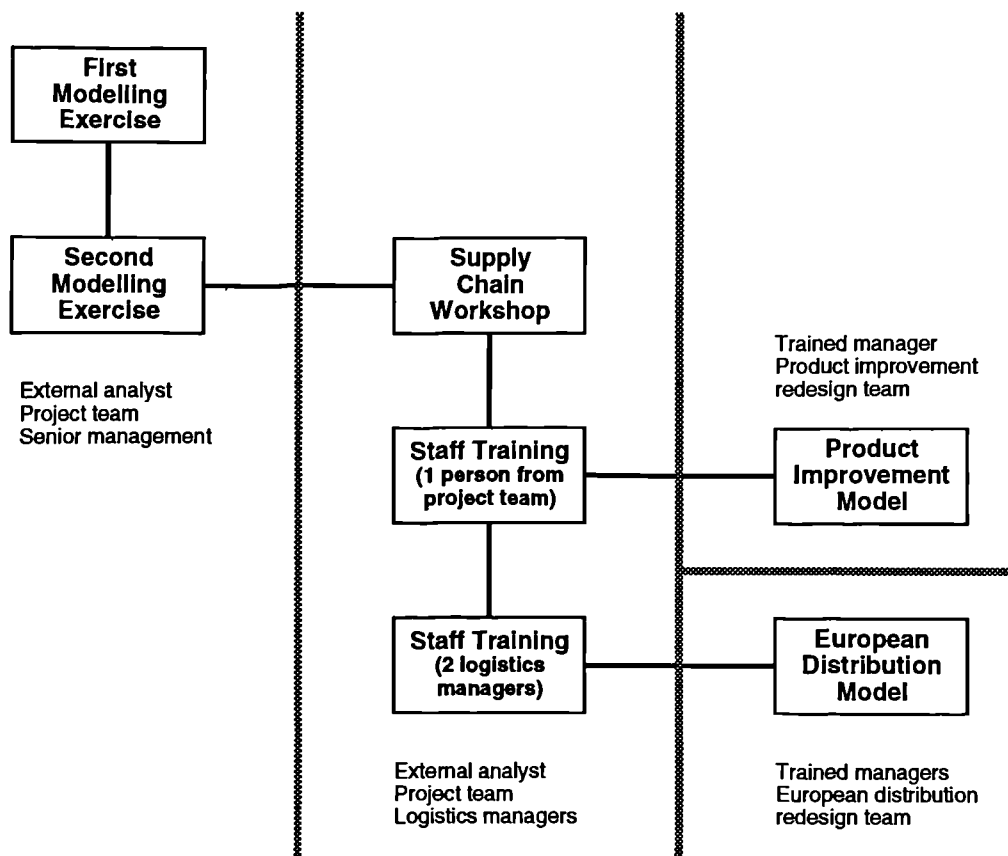 First
Modelling
Exercise
Second
Modelling
Exercise
External analyst
Project team
Senior management
Supply
Chain
Workshop
Staff Training
(1 person from
project team)
Staff Training
(2 logistics
managers)
External analyst
Project team
Logistics managers
Trained manager
Product improvement
redesign team
Product
Improvement
Model
European
Distribution
Model
Trained managers
European distribution
redesign team